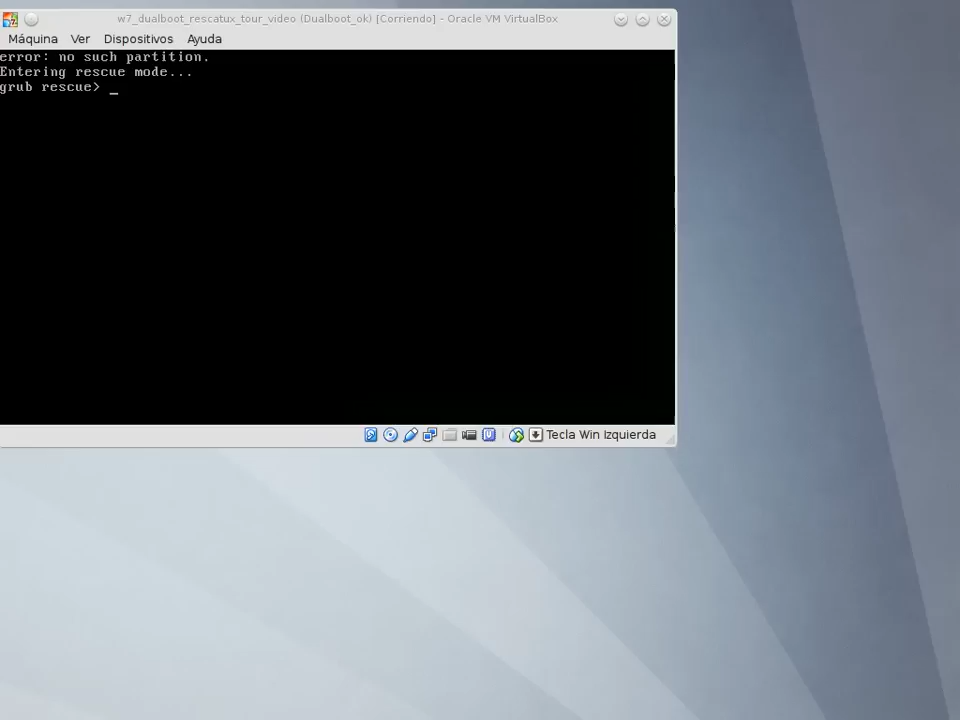 w7_dualboot_rescatux_tour_video (Dualboot_ok) [Corriendo] - Oracle VM VirtualBox
Máquina Ver Dispositivos Ayuda
error: no such partition.
Entering rescue mode...
grub rescue> _
Tecla Win Izquierda